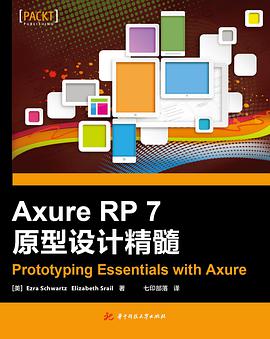 [PACKT]
PUBLISHING
Axure RP 7
原型设计精髓
Prototyping Essentials with Axure
[美] Ezra Schwartz Elizabeth Srail 著 七印部落 译
华中科技大学出版社